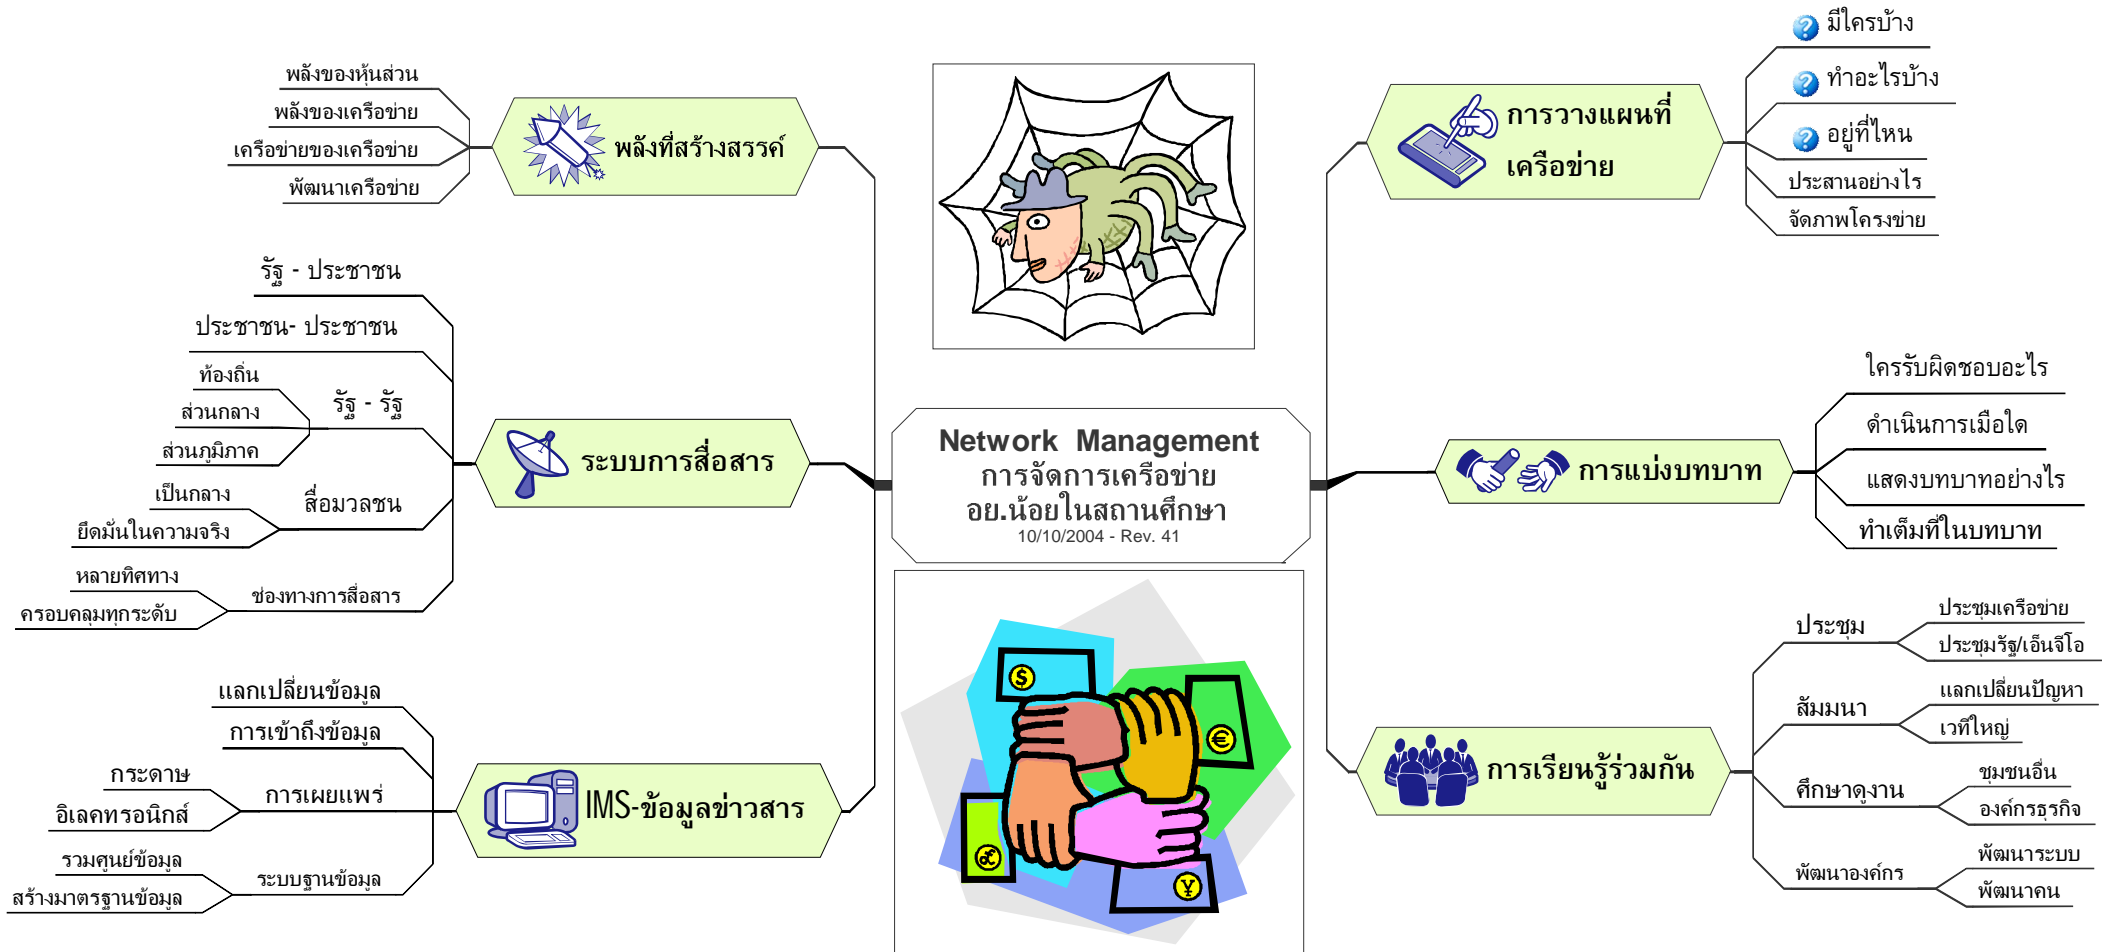 Network Management
การจัดการเครือข่าย
อย.น้อยในสถานศึกษา
10/10/2004 - Rev. 41
การวางแผนที่
เครือข่าย
มีใครบ้าง
ทำอะไรบ้าง
อยู่ที่ไหน
ประสานอย่างไร
จัดภาพโครงข่าย
การแบ่งบทบาท
ใครรับผิดชอบอะไร
ดำเนินการเมื่อใด
แสดงบทบาทอย่างไร
ทำเต็มที่ในบทบาท
การเรียนรู้ร่วมกัน
ประชุม
ประชุมเครือข่าย
ประชุมรัฐ/เอ็นจีโอ
สัมมนา
แลกเปลี่ยนปัญหา
เวทีใหญ่
ศึกษาดูงาน
ชุมชนอื่น
องค์กรธุรกิจ
พัฒนาองค์กร
พัฒนาระบบ
พัฒนาคน
พลังที่สร้างสรรค์
พลังของหุ้นส่วน
พลังของเครือข่าย
เครือข่ายของเครือข่าย
พัฒนาเครือข่าย
ระบบการสื่อสาร
รัฐ - ประชาชน
ประชาชน- ประชาชน
รัฐ - รัฐ
ท้องถิ่น
ส่วนกลาง
ส่วนภูมิภาค
สื่อมวลชน
เป็นกลาง
ยึดมั่นในความจริง
ช่องทางการสื่อสาร
หลายทิศทาง
ครอบคลุมทุกระดับ
IMS-ข้อมูลข่าวสาร
แลกเปลี่ยนข้อมูล
การเข้าถึงข้อมูล
การเผยแพร่
กระดาษ
อิเลคทรอนิกส์
ระบบฐานข้อมูล
รวมศูนย์ข้อมูล
สร้างมาตรฐานข้อมูล
$
€
£
¥